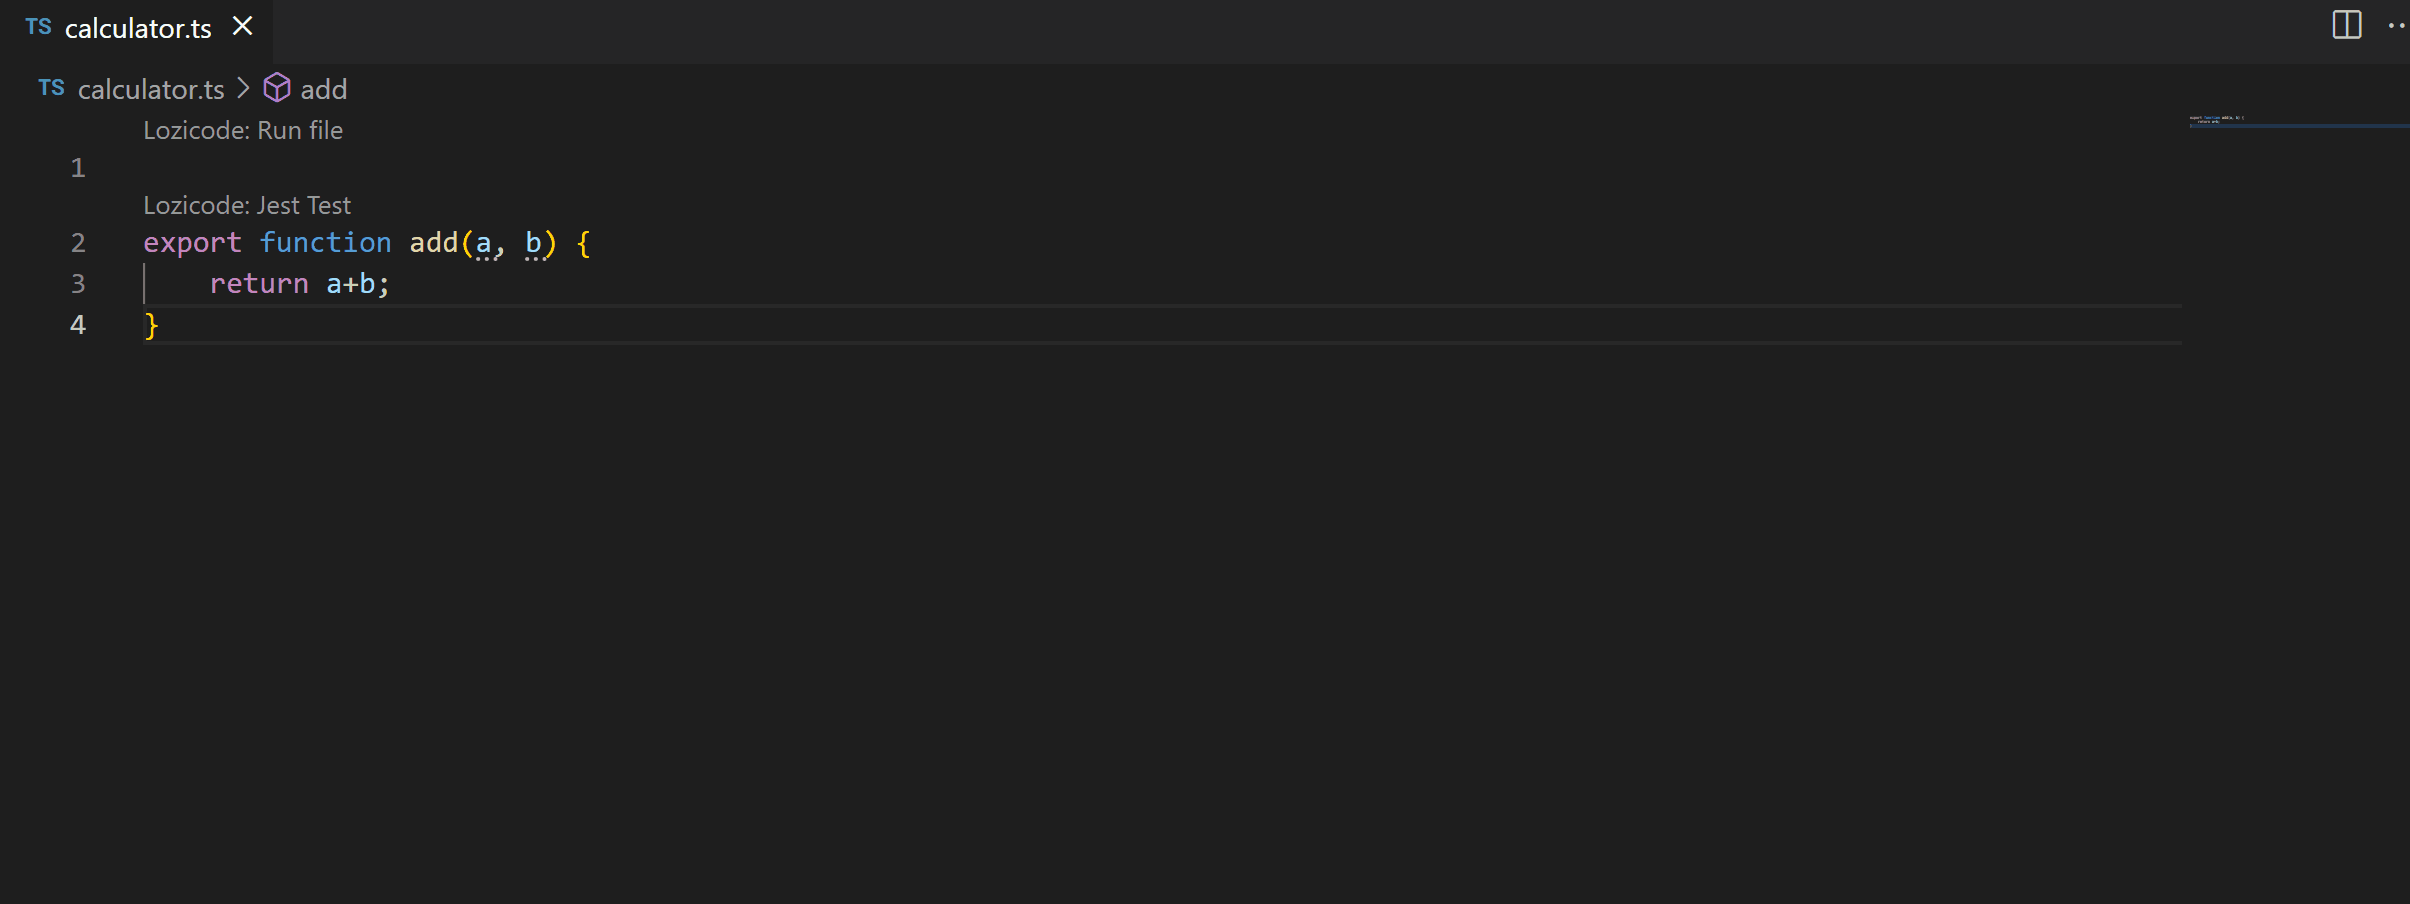 TS calculator.ts
TS calculator.ts > add
Lozicode: Run file
1
Lozicode: Jest Test
2 export function add(a, b) {
3     return a+b;
4 }